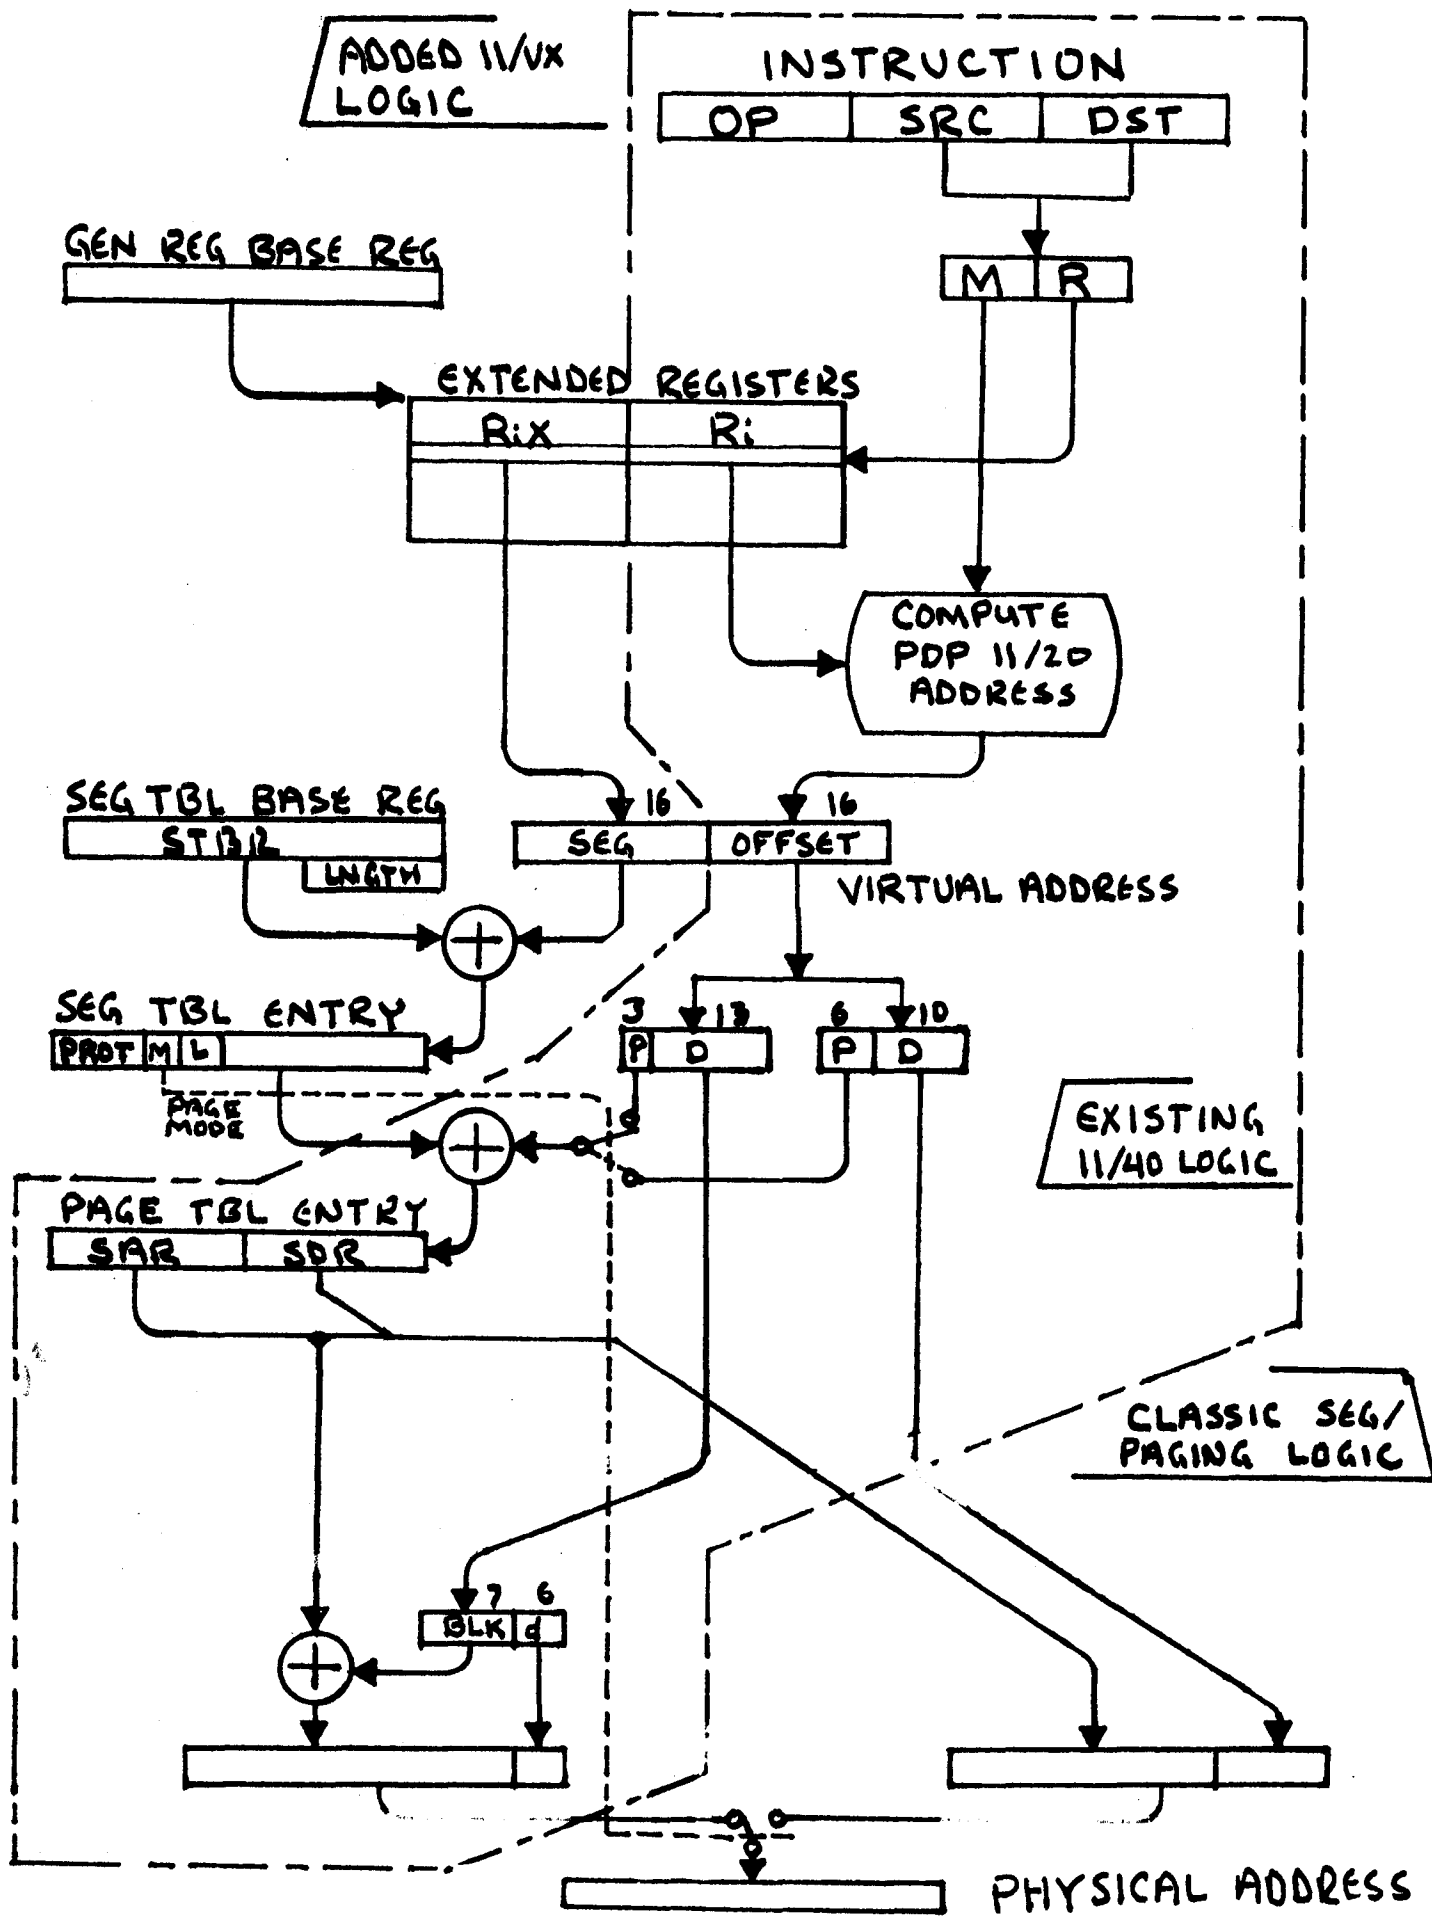 ADDED 11/VX
LOGIC
INSTRUCTION
OP SRC DST
GEN REG BASE REG
M R
EXTENDED REGISTERS
RiX Ri
COMPUTE
PDP 11/20
ADDRESS
SEG TBL BASE REG
STBR
LNGTH
16 16
SEG OFFSET
VIRTUAL ADDRESS
SEG TBL ENTRY
PROT M L
3 13 6 10
P D P D
PAGE
MODE
EXISTING
11/40 LOGIC
PAGE TBL ENTRY
SAR SDR
CLASSIC SEG/
PAGING LOGIC
7 6
BLK d
PHYSICAL ADDRESS